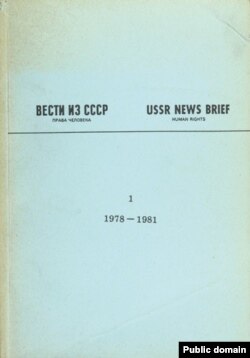 ВЕСТИ ИЗ СССР
ПРАВА ЧЕЛОВЕКА
USSR NEWS BRIEF
HUMAN RIGHTS
1
1978 — 1981
Public domain